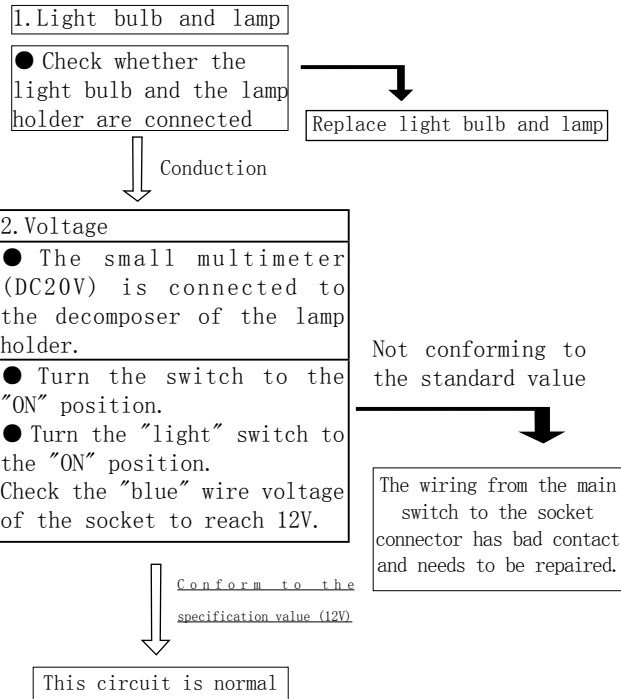 1.Light bulb and lamp
● Check whether the
light bulb and the lamp
holder are connected
Replace light bulb and lamp
Conduction
2.Voltage
● The small multimeter
(DC20V) is connected to
the decomposer of the lamp
holder.
● Turn the switch to the
"ON" position.
● Turn the "light" switch to
the "ON" position.
Check the "blue" wire voltage
of the socket to reach 12V.
Not conforming to
the standard value
The wiring from the main
switch to the socket
connector has bad contact
and needs to be repaired.
Conform to the
specification value (12V)
This circuit is normal